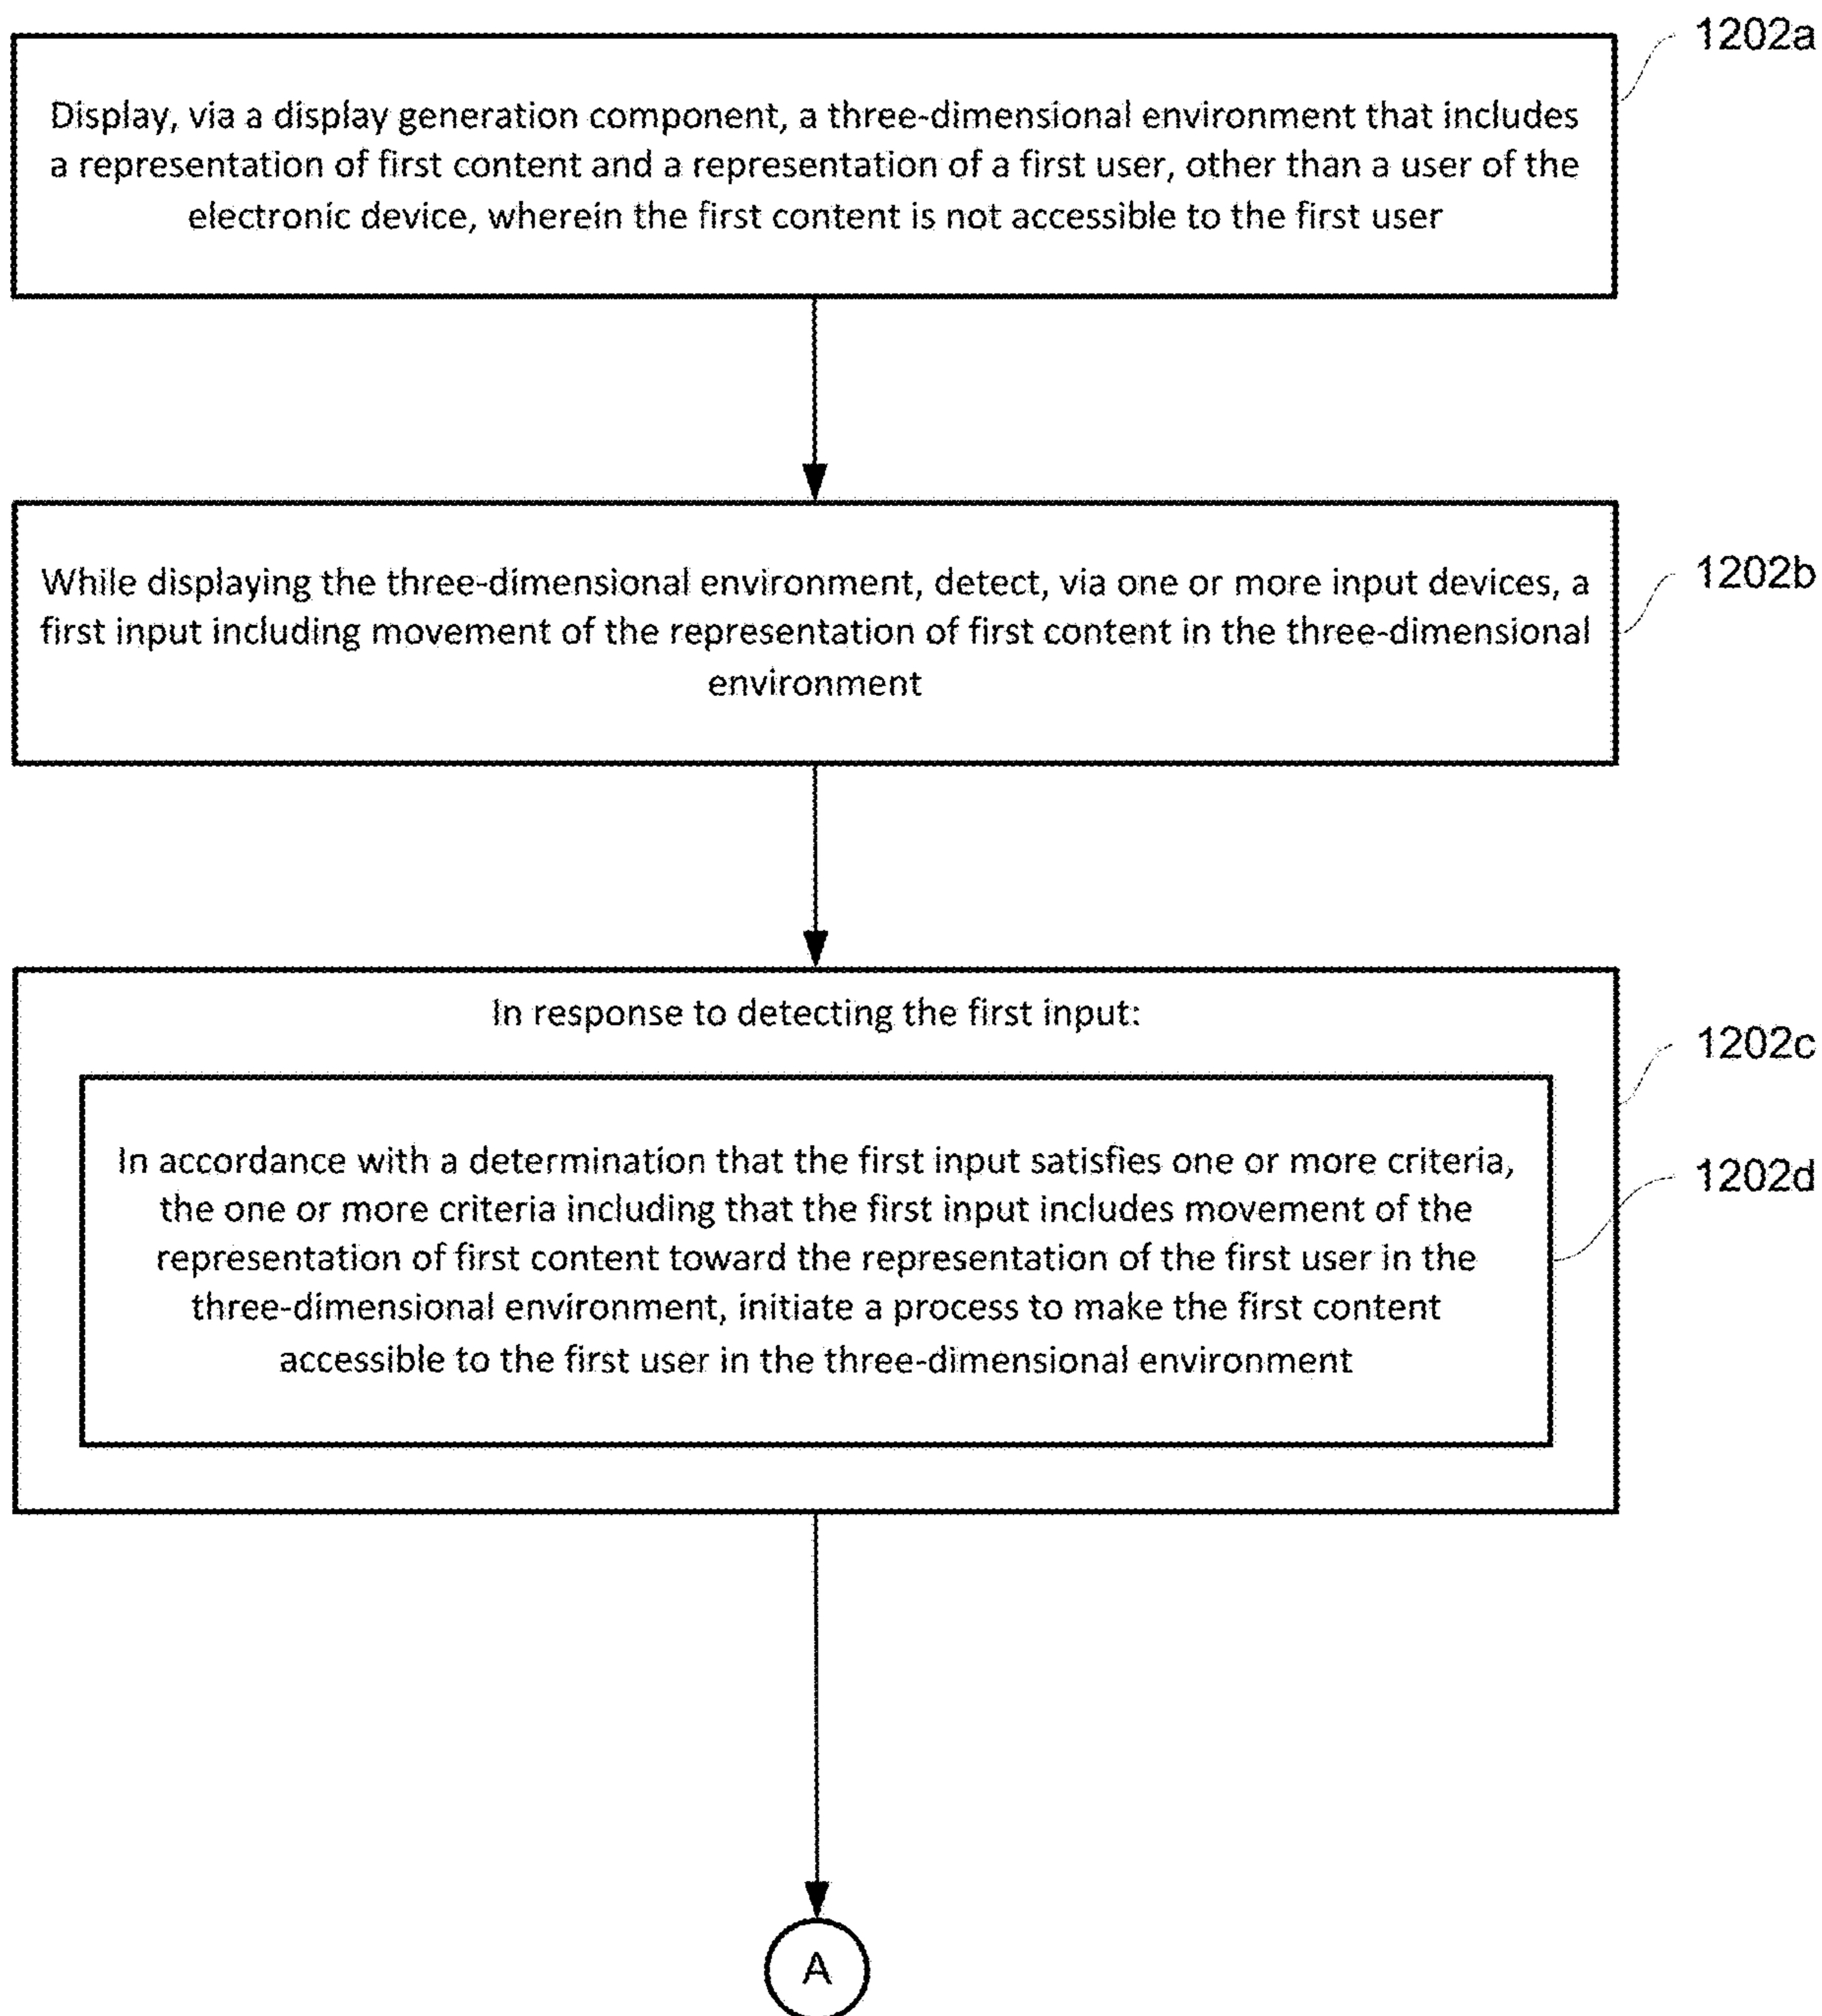 1202a
Display, via a display generation component, a three-dimensional environment that includes
a representation of first content and a representation of a first user, other than a user of the
electronic device, wherein the first content is not accessible to the first user
1202b
While displaying the three-dimensional environment, detect, via one or more input devices, a
first input including movement of the representation of first content in the three-dimensional
environment
In response to detecting the first input:
1202c
In accordance with a determination that the first input satisfies one or more criteria,
1202d
the one or more criteria including that the first input includes movement of the
representation of first content toward the representation of the first user in the
three-dimensional environment, initiate a process to make the first content
accessible to the first user in the three-dimensional environment
A